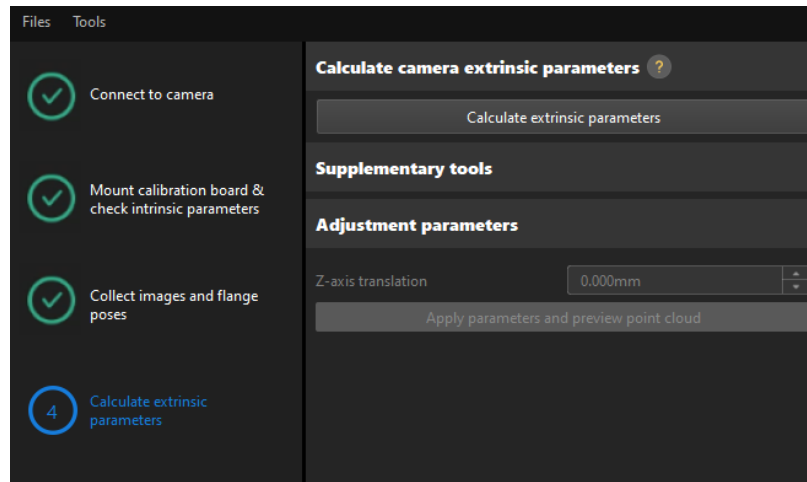 Files Tools
Connect to camera
Mount calibration board &
check intrinsic parameters
Collect images and flange
poses
4
Calculate extrinsic
parameters
Calculate camera extrinsic parameters ?
Calculate extrinsic parameters
Supplementary tools
Adjustment parameters
Z-axis translation 0.000mm
Apply parameters and preview point cloud